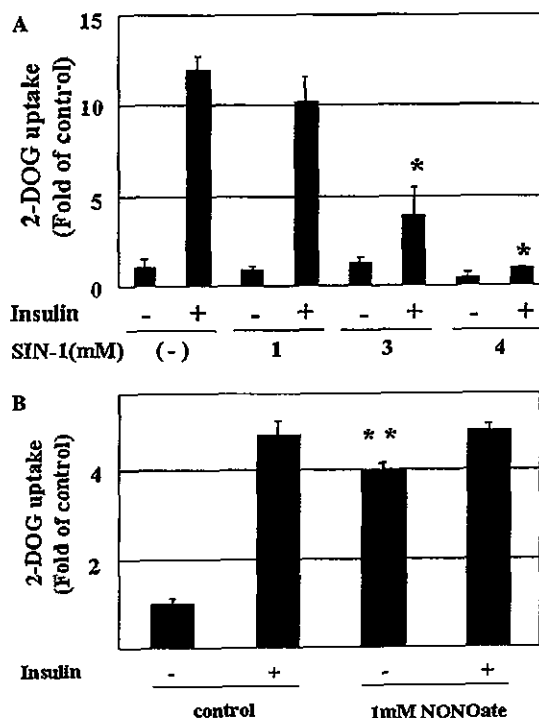 A
15
10
5
0
2-DOG uptake
(Fold of control)
*
*
Insulin - + - + - + - +
SIN-1(mM) (-) 1 3 4
B
4
2
2-DOG uptake
(Fold of control)
**
Insulin - + - +
control 1mM NONOate